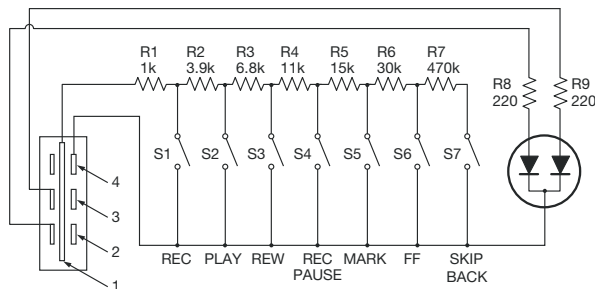 R1
1k
R2
3.9k
R3
6.8k
R4
11k
R5
15k
R6
30k
R7
470k
R8
220
R9
220
S1
S2
S3
S4
S5
S6
S7
4
3
2
1
REC
PLAY
REW
REC
PAUSE
MARK
FF
SKIP
BACK